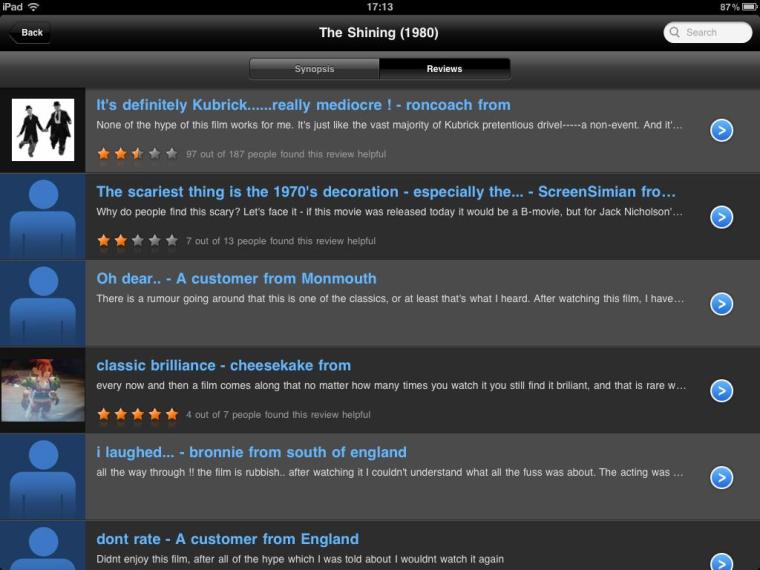 iPad 17:13 87%
Back The Shining (1980) Search
Synopsis Reviews
It's definitely Kubrick......really mediocre ! - roncoach from
None of the hype of this film works for me. It's just like the vast majority of Kubrick pretentious drivel-----a non-event. And it'...
97 out of 187 people found this review helpful
The scariest thing is the 1970's decoration - especially the... - ScreenSimian fro...
Why do people find this scary? Let's face it - if this movie was released today it would be a B-movie, but for Jack Nicholson'...
7 out of 13 people found this review helpful
Oh dear.. - A customer from Monmouth
There is a rumour going around that this is one of the classics, or at least that's what I heard. After watching this film, I have...
classic brilliance - cheesekake from
every now and then a film comes along that no matter how many times you watch it you still find it briliant, and that is rare w...
4 out of 7 people found this review helpful
i laughed... - bronnie from south of england
all the way through !! the film is rubbish.. after watching it I couldn't understand what all the fuss was about. The acting was ...
dont rate - A customer from England
Didnt enjoy this film, after all of the hype which I was told about I wouldnt watch it again